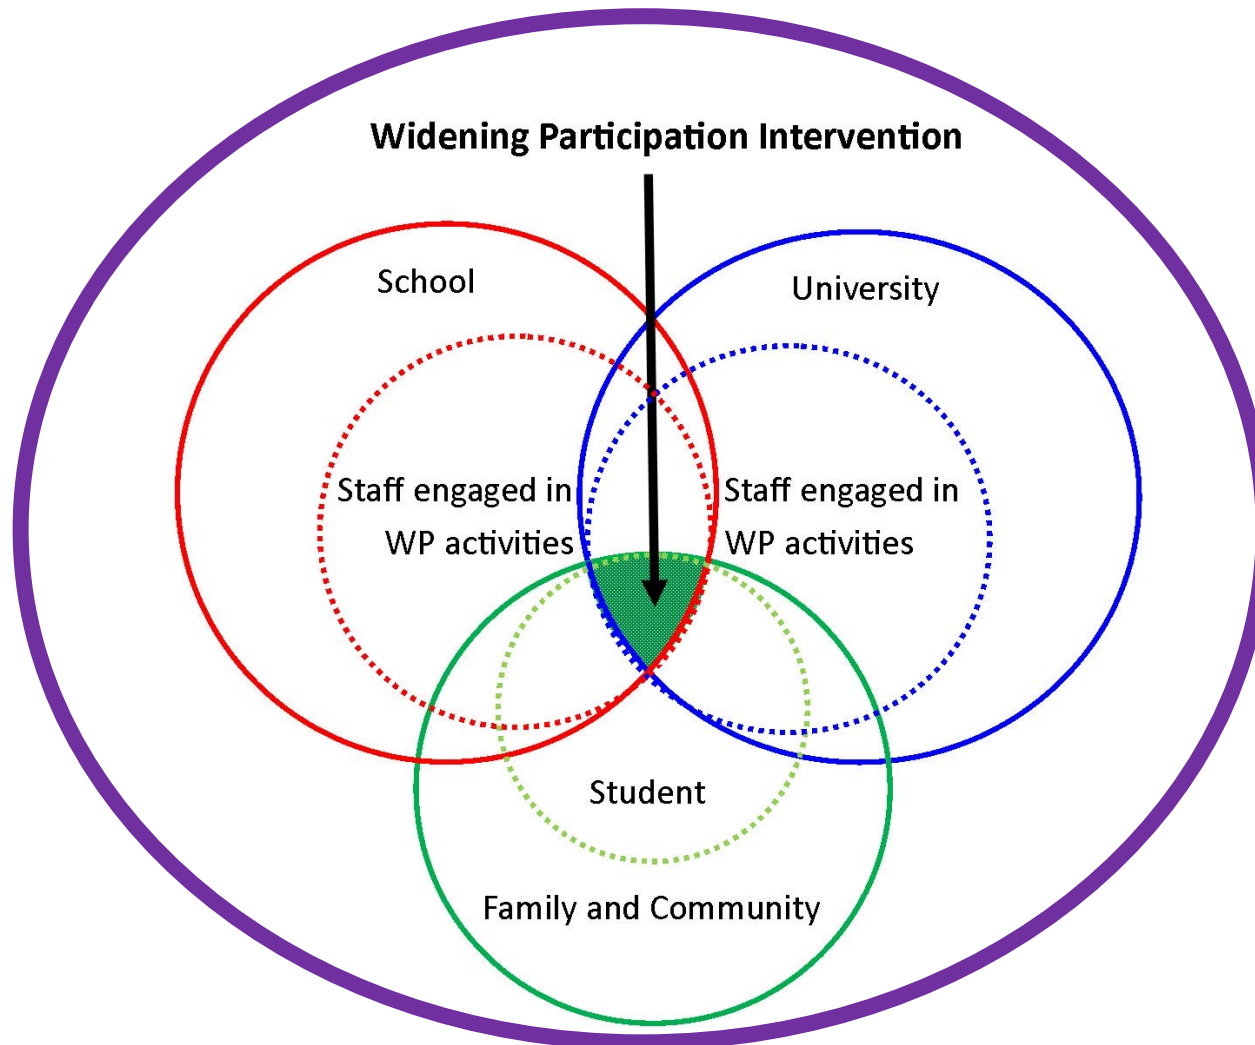 Widening Participation Intervention
School
University
Staff engaged in
WP activities
Staff engaged in
WP activities
Student
Family and Community